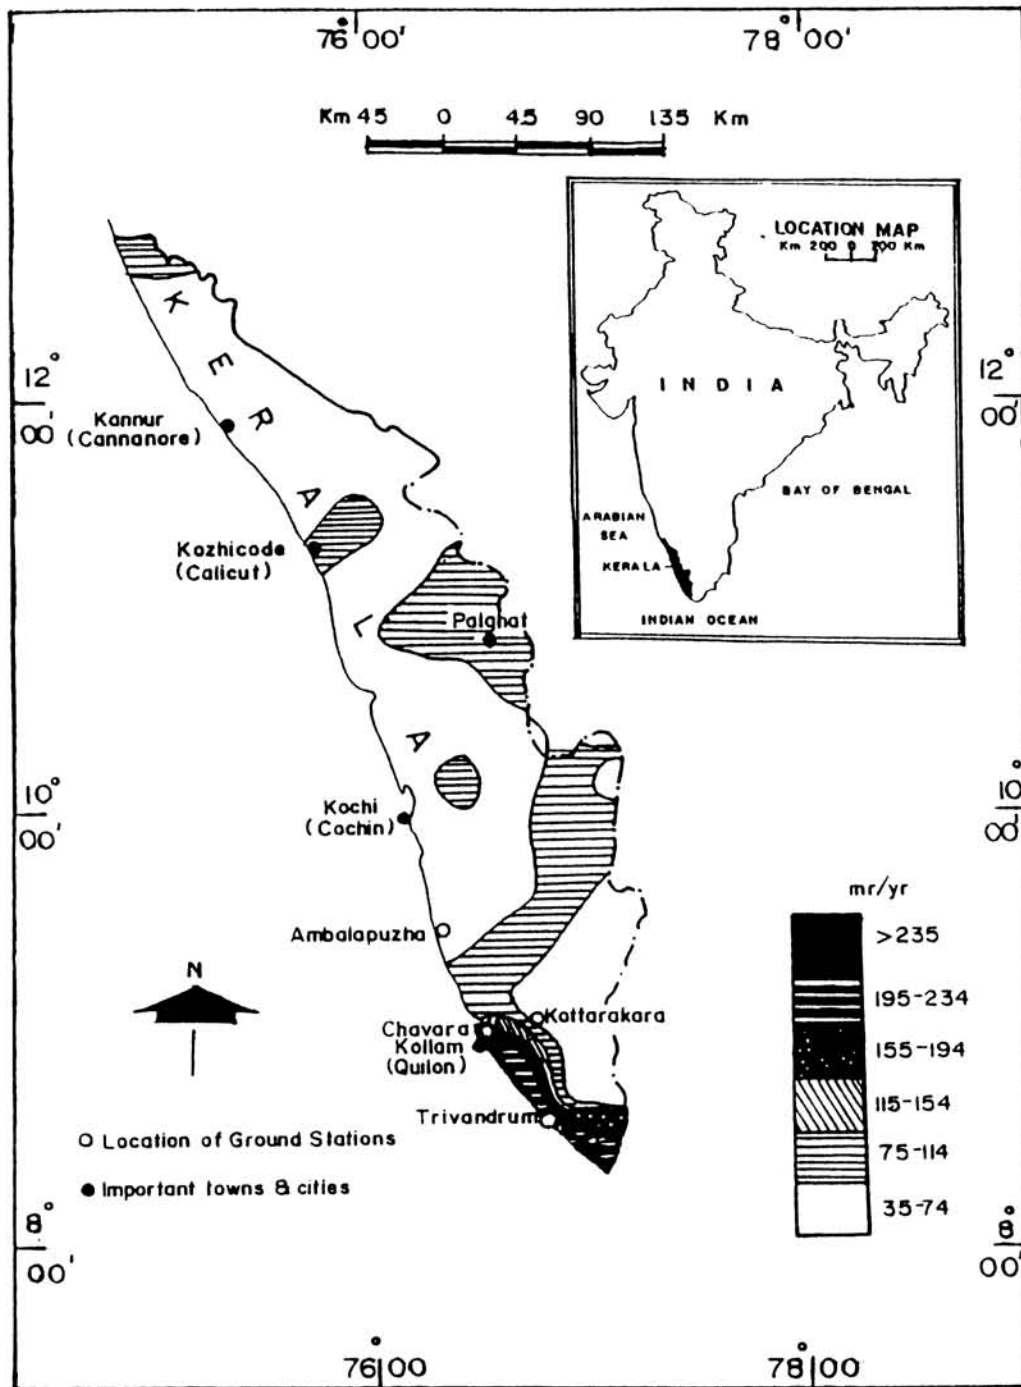 76°00'
78°00'
Km 45 0 45 90 135 Km
LOCATION MAP
Km 200 0 200 Km
INDIA
BAY OF BENGAL
ARABIAN
SEA
KERALA
INDIAN OCEAN
KERALA
12°
00'
12°
00'
Kannur
(Cannanore)
Kozhicode
(Calicut)
Palghat
10°
00'
10°
00'
Kochi
(Cochin)
Ambalapuzha
N
Chavara
Kollam
(Quilon)
Kottarakara
Trivandrum
mr/yr
>235
195-234
155-194
115-154
75-114
35-74
O Location of Ground Stations
● Important towns & cities
8°
00'
8°
00'
76°00
78°00